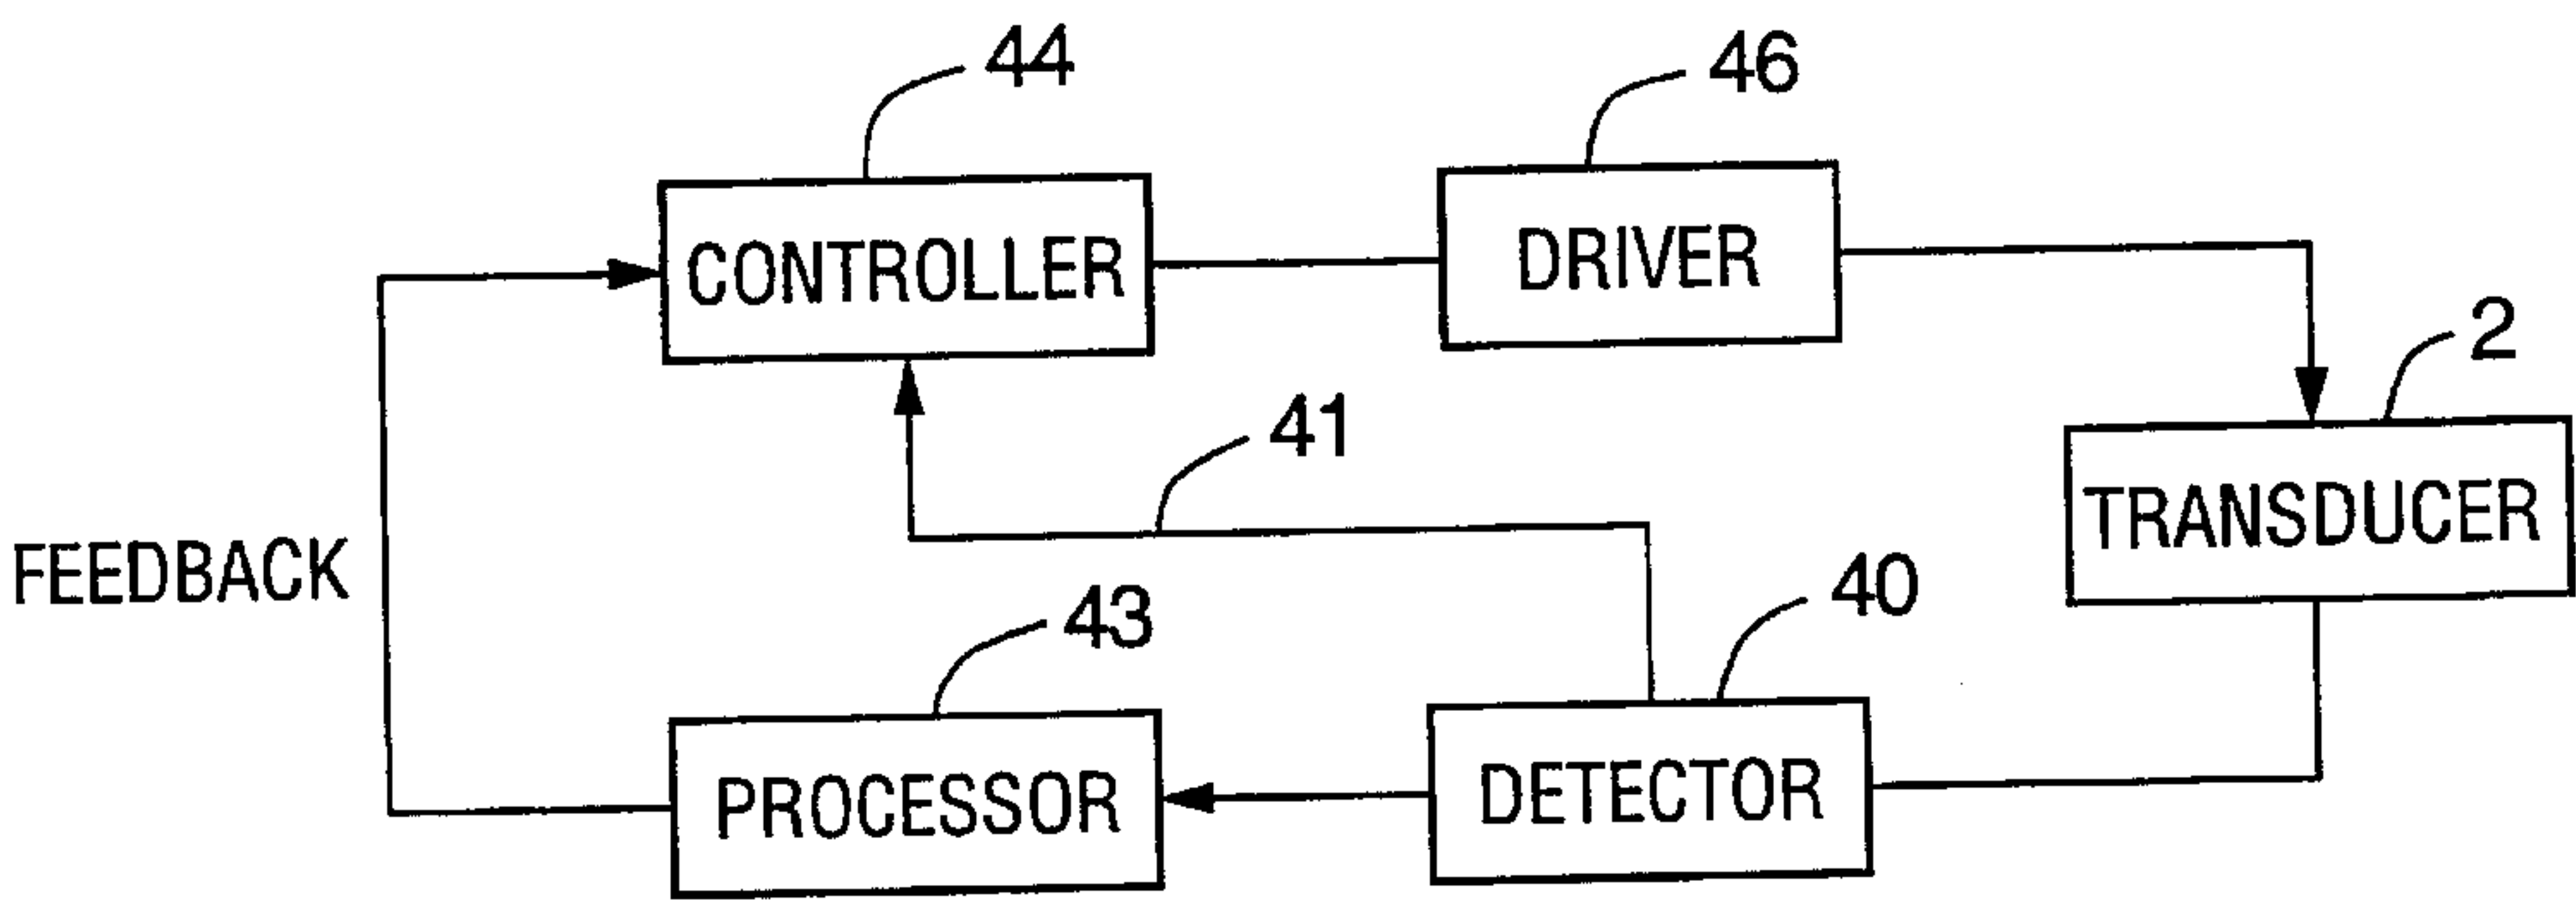 44
46
CONTROLLER
DRIVER
2
41
TRANSDUCER
FEEDBACK
43
40
PROCESSOR
DETECTOR